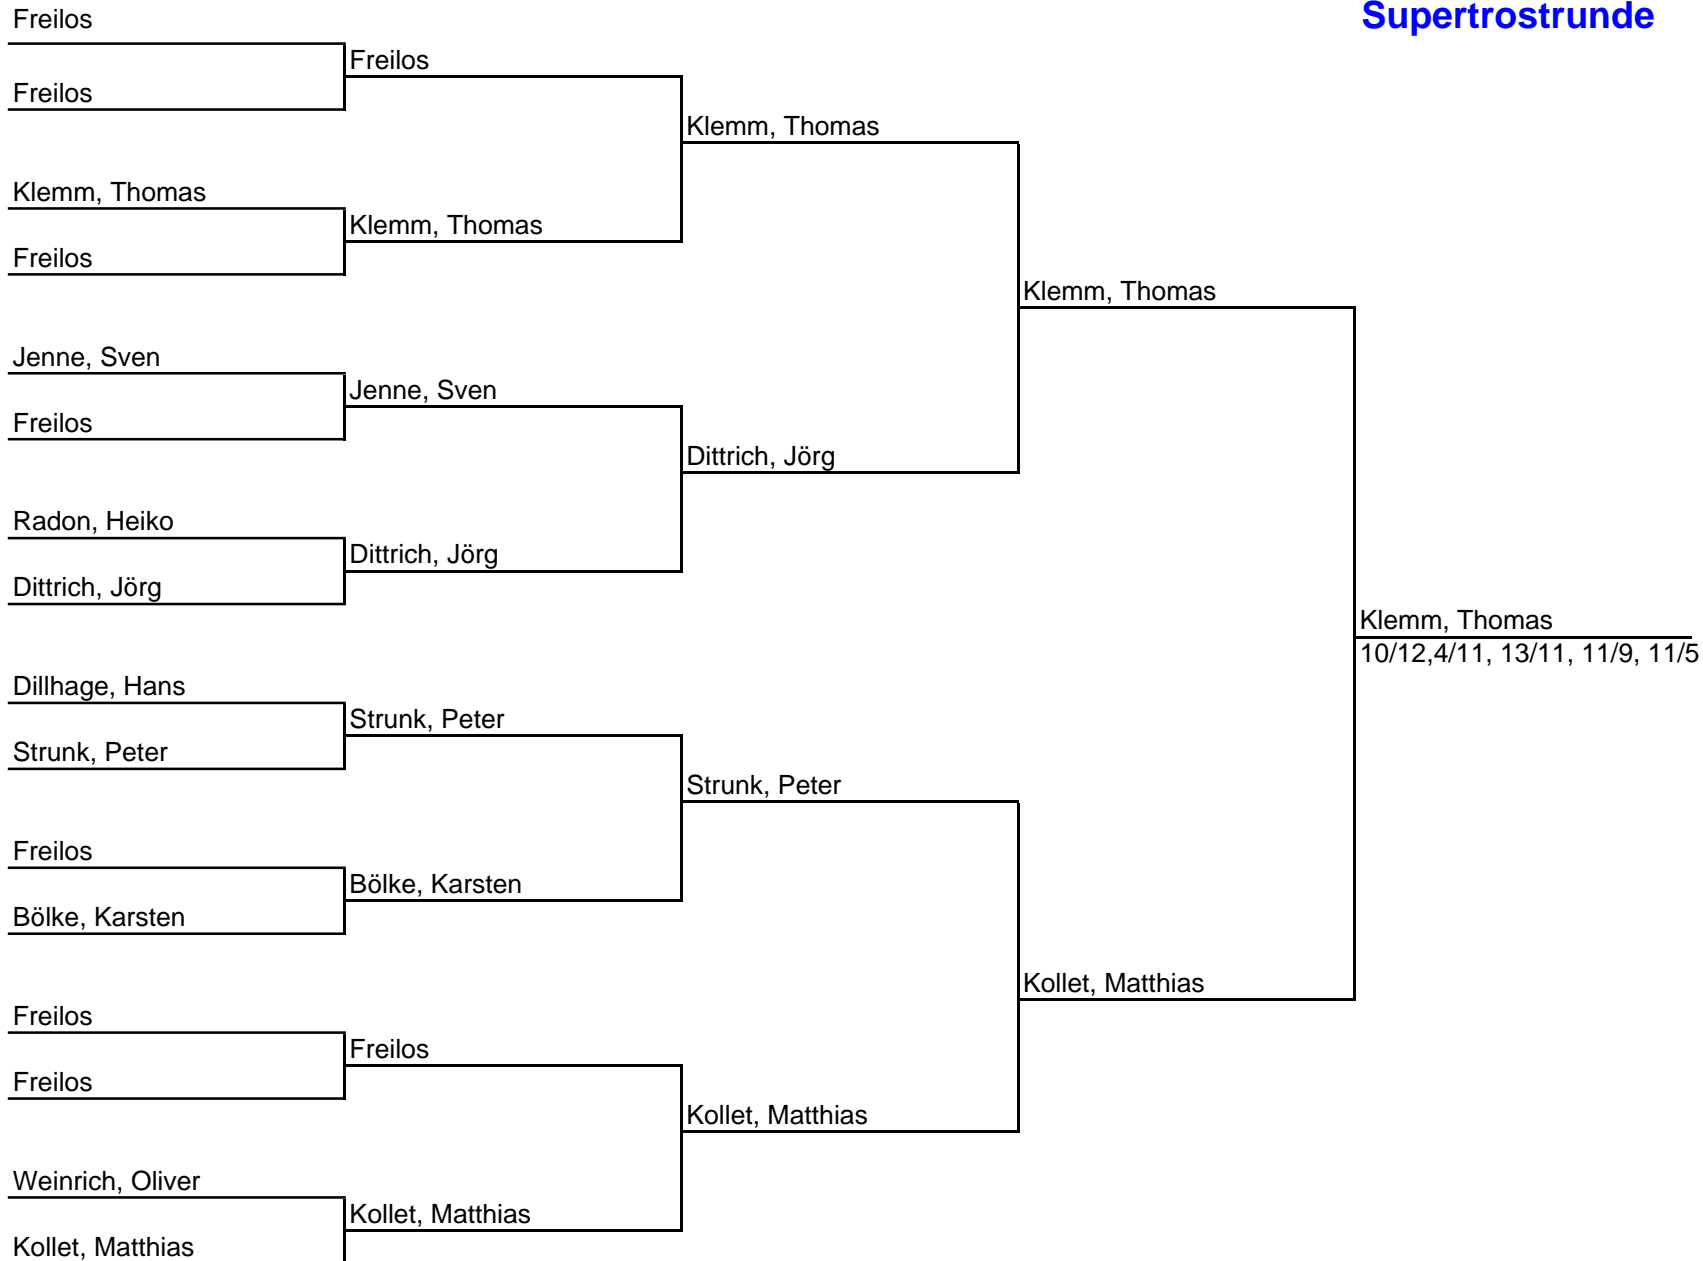 Supertrostrunde
Freilos
Freilos
Freilos
Klemm, Thomas
Klemm, Thomas
Klemm, Thomas
Freilos
Klemm, Thomas
Jenne, Sven
Jenne, Sven
Freilos
Dittrich, Jörg
Radon, Heiko
Dittrich, Jörg
Dittrich, Jörg
Klemm, Thomas
10/12,4/11, 13/11, 11/9, 11/5
Dillhage, Hans
Strunk, Peter
Strunk, Peter
Strunk, Peter
Freilos
Bölke, Karsten
Bölke, Karsten
Kollet, Matthias
Freilos
Freilos
Freilos
Kollet, Matthias
Weinrich, Oliver
Kollet, Matthias
Kollet, Matthias